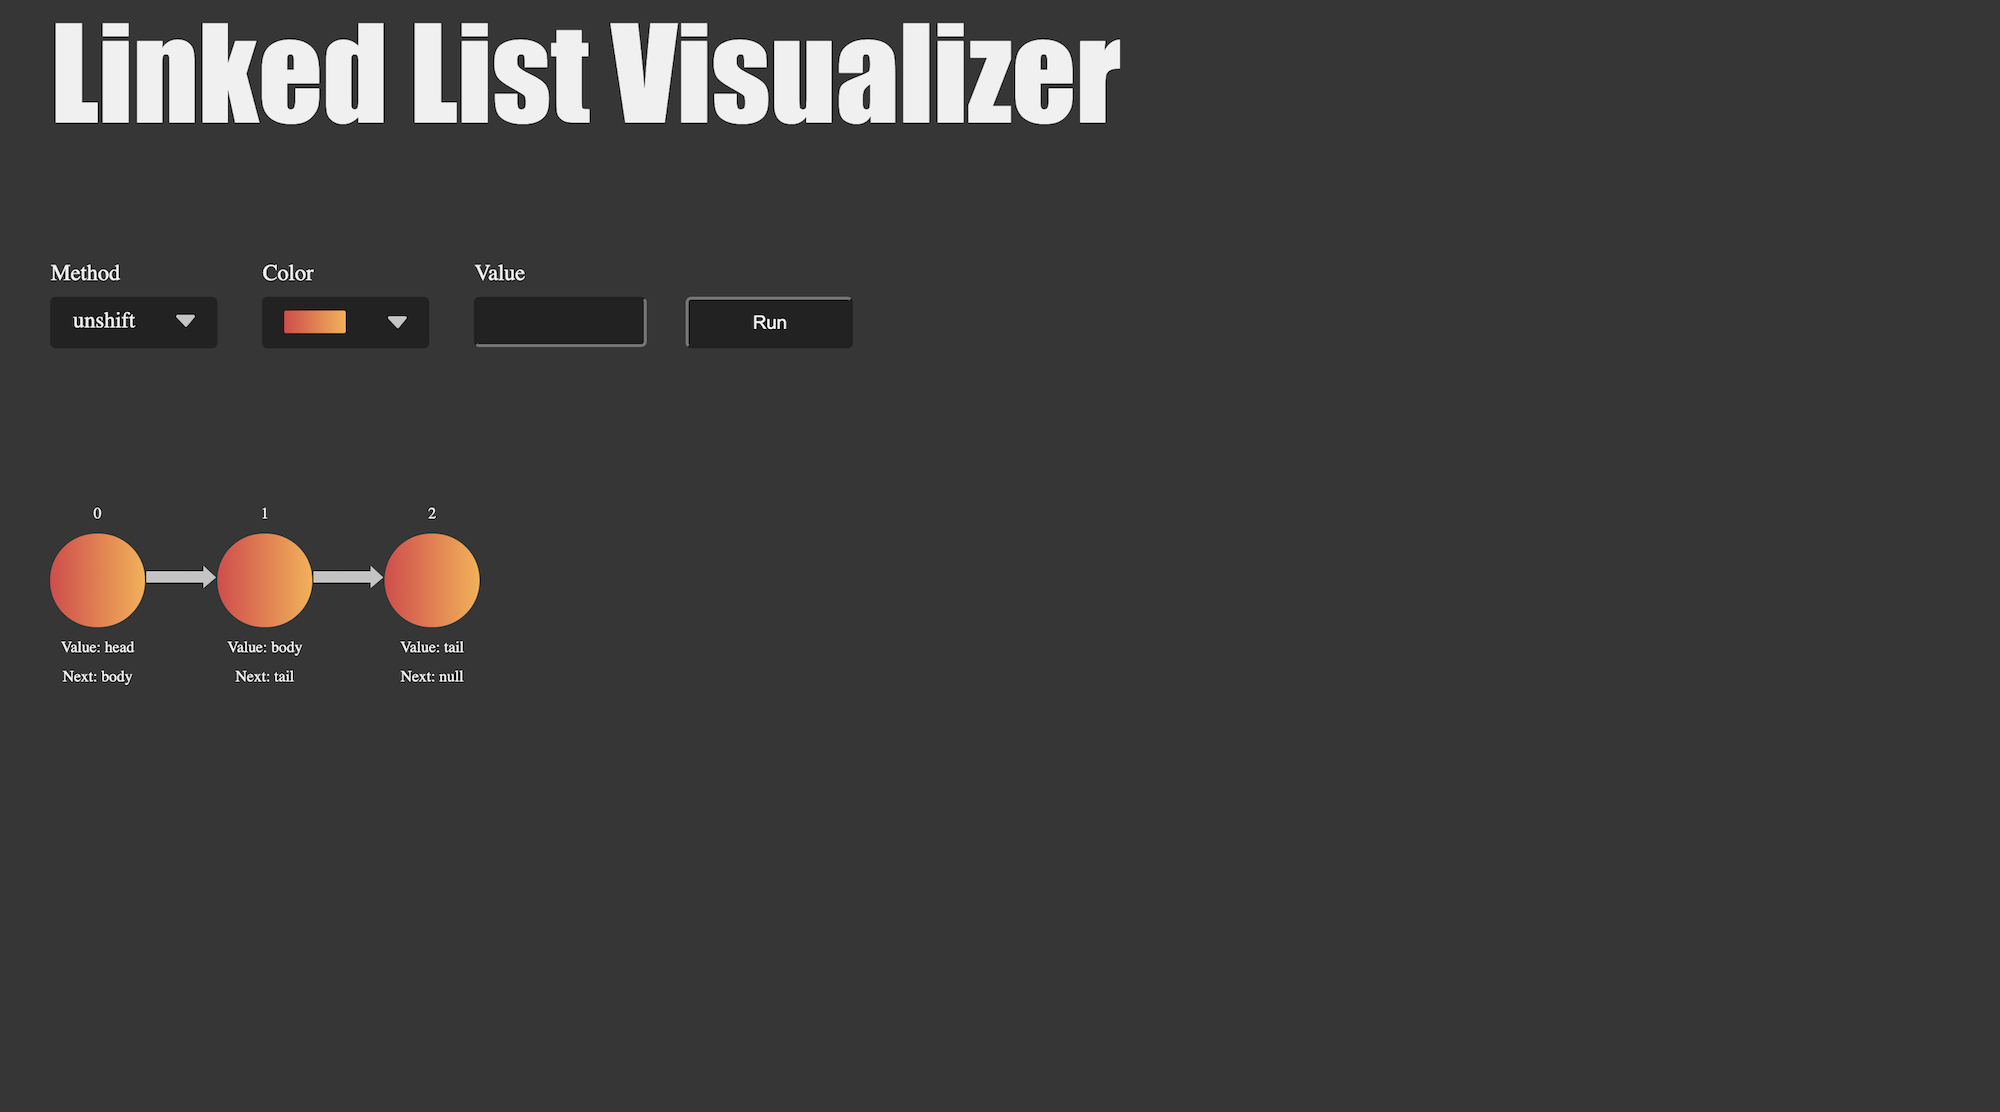 Linked List Visualizer
Method Color Value
unshift Run
0 1 2
Value: head Value: body Value: tail
Next: body Next: tail Next: null